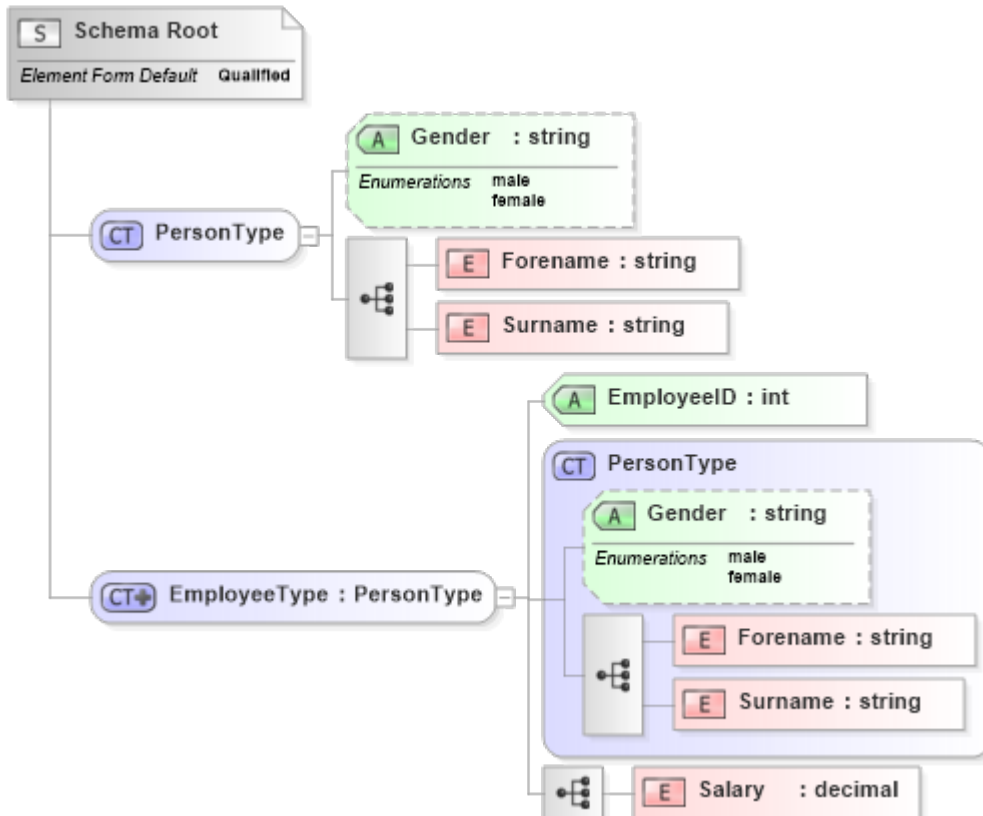 S Schema Root
Element Form Default Qualified
A Gender : string
Enumerations male
female
CT PersonType
E Forename : string
E Surname : string
A EmployeeID : int
CT PersonType
A Gender : string
Enumerations male
female
CT+ EmployeeType : PersonType
E Forename : string
E Surname : string
E Salary : decimal